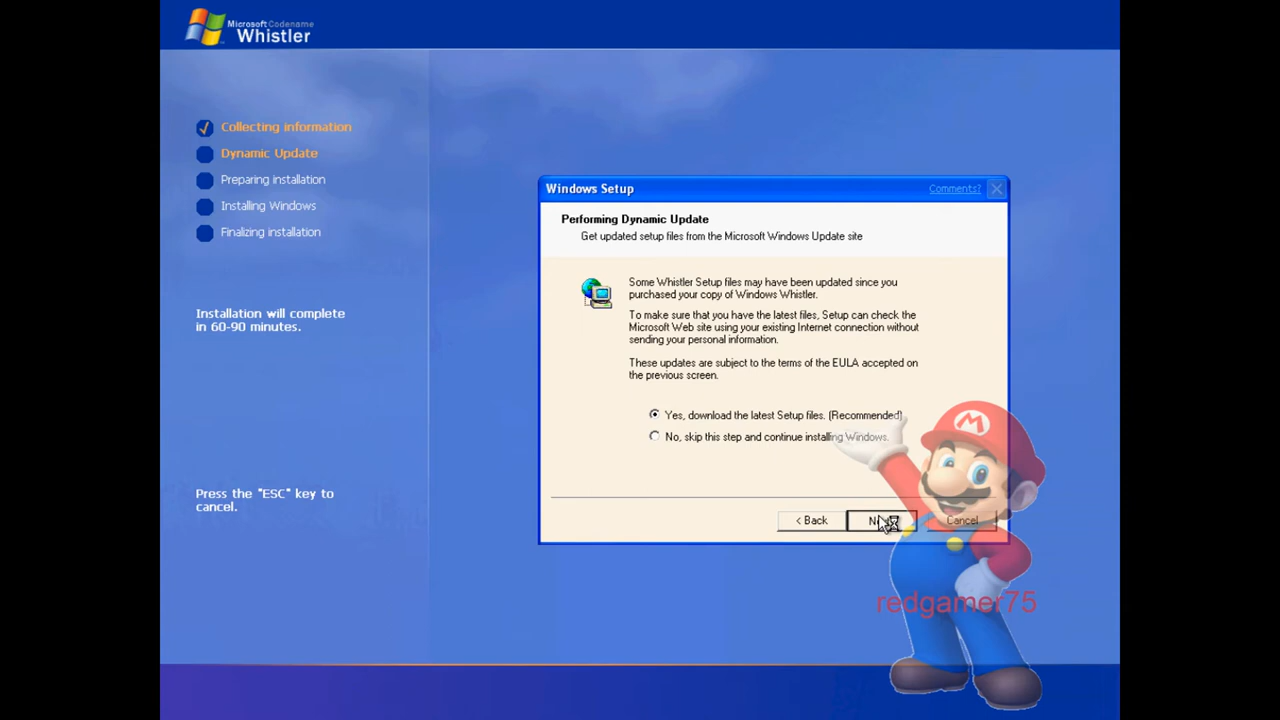 Microsoft Codename
Whistler
Collecting information
Dynamic Update
Preparing installation
Installing Windows
Finalizing installation
Installation will complete
in 60-90 minutes.
Press the "ESC" key to
cancel.
Windows Setup
Comments?
Performing Dynamic Update
Get updated setup files from the Microsoft Windows Update site
Some Whistler Setup files may have been updated since you
purchased your copy of Windows Whistler.
To make sure that you have the latest files, Setup can check the
Microsoft Web site using your existing Internet connection without
sending your personal information.
These updates are subject to the terms of the EULA accepted on
the previous screen.
Yes, download the latest Setup files. (Recommended)
No, skip this step and continue installing Windows.
< Back
Cancel
M
redgamer75